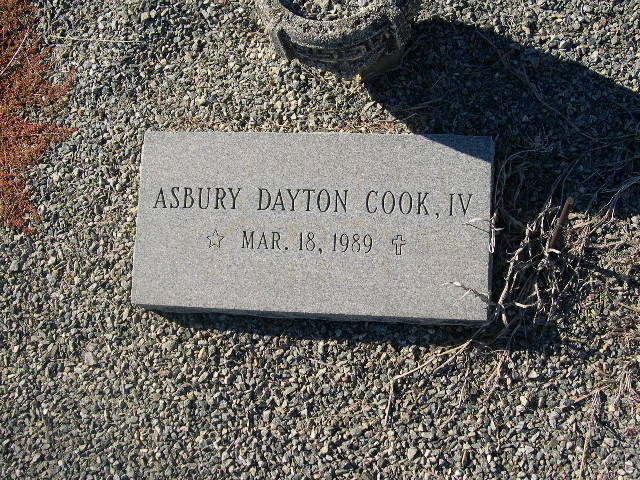 ASBURY DAYTON COOK, IV
☆ MAR. 18, 1989 ✝